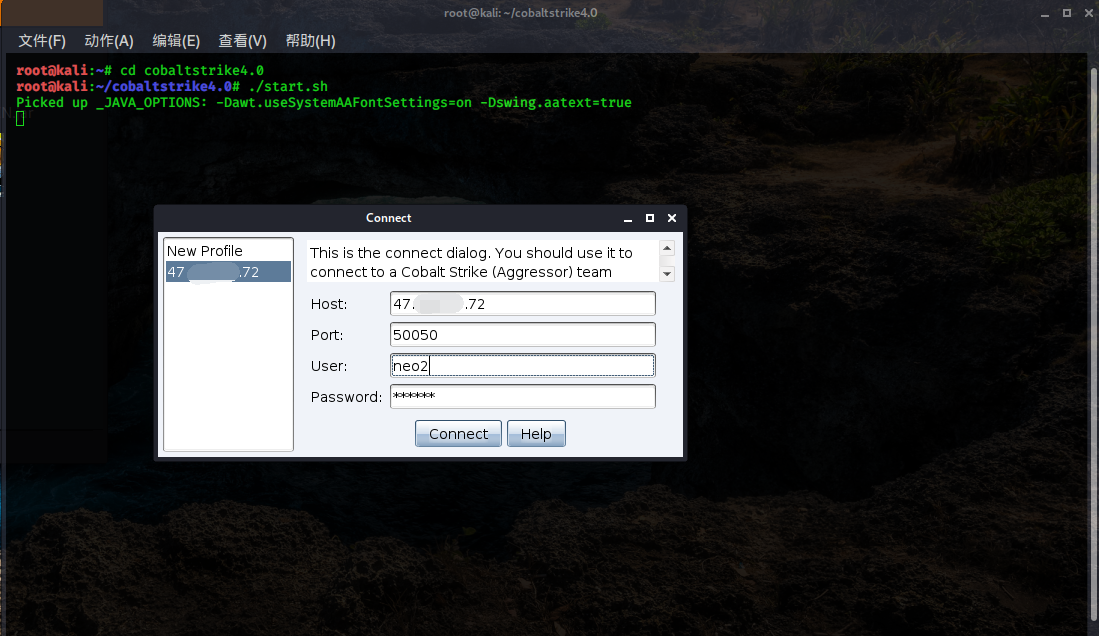 root@kali: ~/cobaltstrike4.0
文件(F) 动作(A) 编辑(E) 查看(V) 帮助(H)
root@kali:~# cd cobaltstrike4.0
root@kali:~/cobaltstrike4.0# ./start.sh
Picked up _JAVA_OPTIONS: -Dawt.useSystemAAFontSettings=on -Dswing.aatext=true
Connect
New Profile
47 .72
This is the connect dialog. You should use it to
connect to a Cobalt Strike (Aggressor) team
Host: 47. .72
Port: 50050
User: neo2
Password: ******
Connect Help